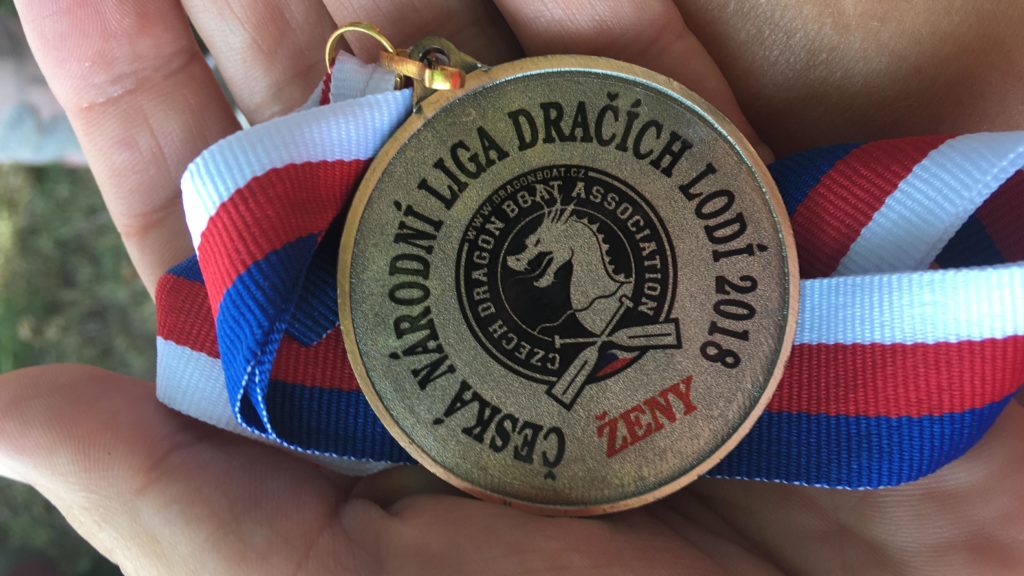 ČESKÁ NÁRODNÍ LIGA DRAČÍCH LODÍ 2018
WWW.DRAGONBOAT.CZ
CZECH DRAGON BOAT ASSOCIATION
ŽENY